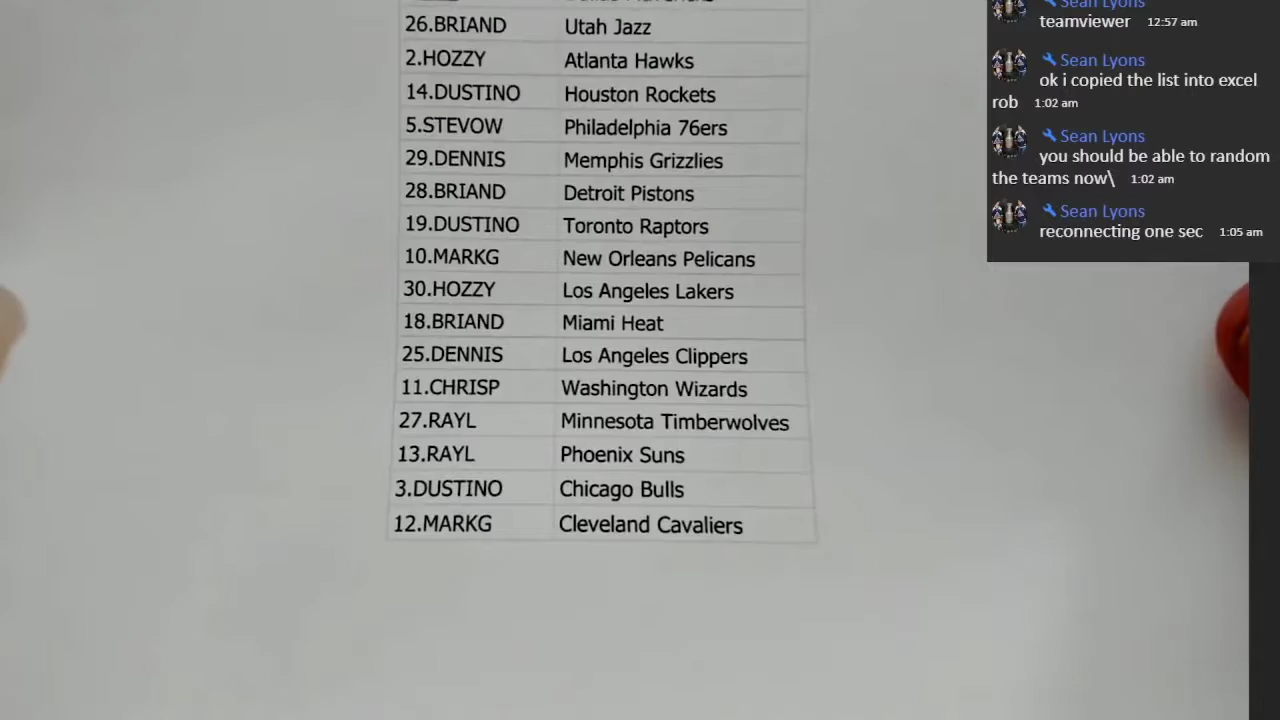 26.BRIAND Utah Jazz
2.HOZZY Atlanta Hawks
14.DUSTINO Houston Rockets
5.STEVOW Philadelphia 76ers
29.DENNIS Memphis Grizzlies
28.BRIAND Detroit Pistons
19.DUSTINO Toronto Raptors
10.MARKG New Orleans Pelicans
30.HOZZY Los Angeles Lakers
18.BRIAND Miami Heat
25.DENNIS Los Angeles Clippers
11.CHRISP Washington Wizards
27.RAYL Minnesota Timberwolves
13.RAYL Phoenix Suns
3.DUSTINO Chicago Bulls
12.MARKG Cleveland Cavaliers
Sean Lyons
teamviewer 12:57 am
Sean Lyons
ok i copied the list into excel
rob 1:02 am
Sean Lyons
you should be able to random
the teams now\ 1:02 am
Sean Lyons
reconnecting one sec 1:05 am